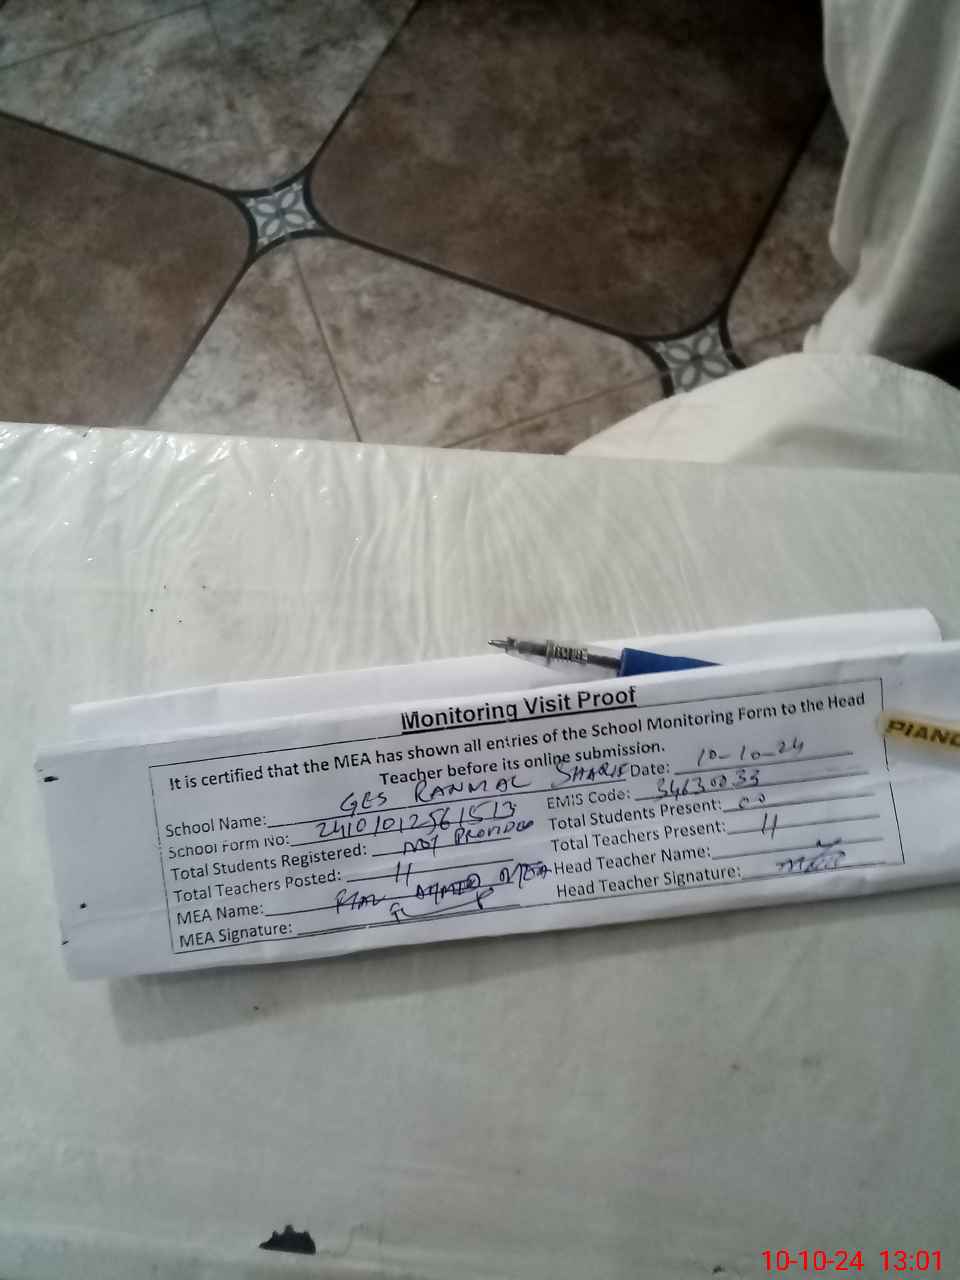 Monitoring Visit Proof
It is certified that the MEA has shown all entries of the School Monitoring Form to the Head
Teacher before its online submission.
School Name: GES RANMAL SHARIF Date: 10-10-24
School Form No: EMIS Code: 34630033
Total Students Registered: NOT PROVIDED Total Students Present: 00
Total Teachers Posted: 11 Total Teachers Present: 11
MEA Name: AHMED Head Teacher Name:
MEA Signature: Head Teacher Signature:
PIANO
10-10-24 13:01